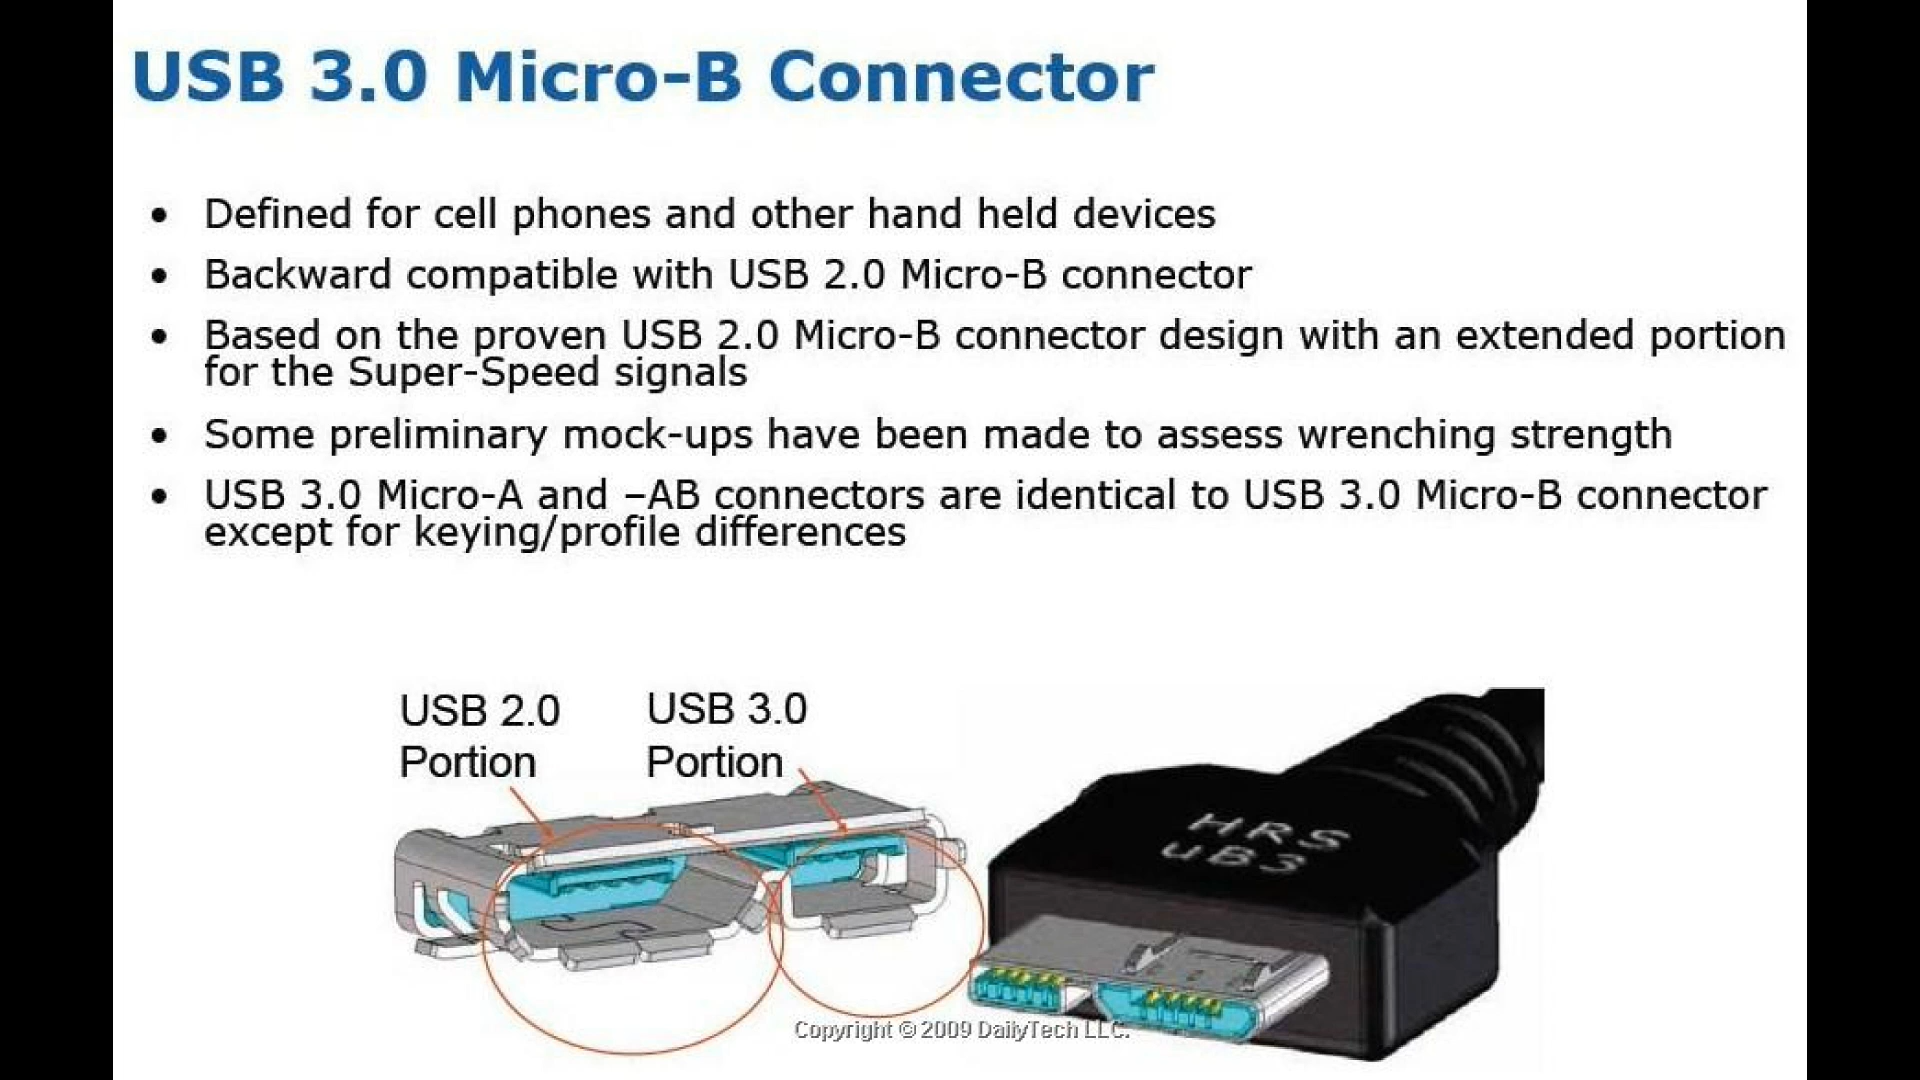 USB 3.0 Micro-B Connector
• Defined for cell phones and other hand held devices
• Backward compatible with USB 2.0 Micro-B connector
• Based on the proven USB 2.0 Micro-B connector design with an extended portion
for the Super-Speed signals
• Some preliminary mock-ups have been made to assess wrenching strength
• USB 3.0 Micro-A and –AB connectors are identical to USB 3.0 Micro-B connector
except for keying/profile differences
USB 2.0
Portion
USB 3.0
Portion
HRS
uB3
Copyright © 2009 DailyTech LLC.